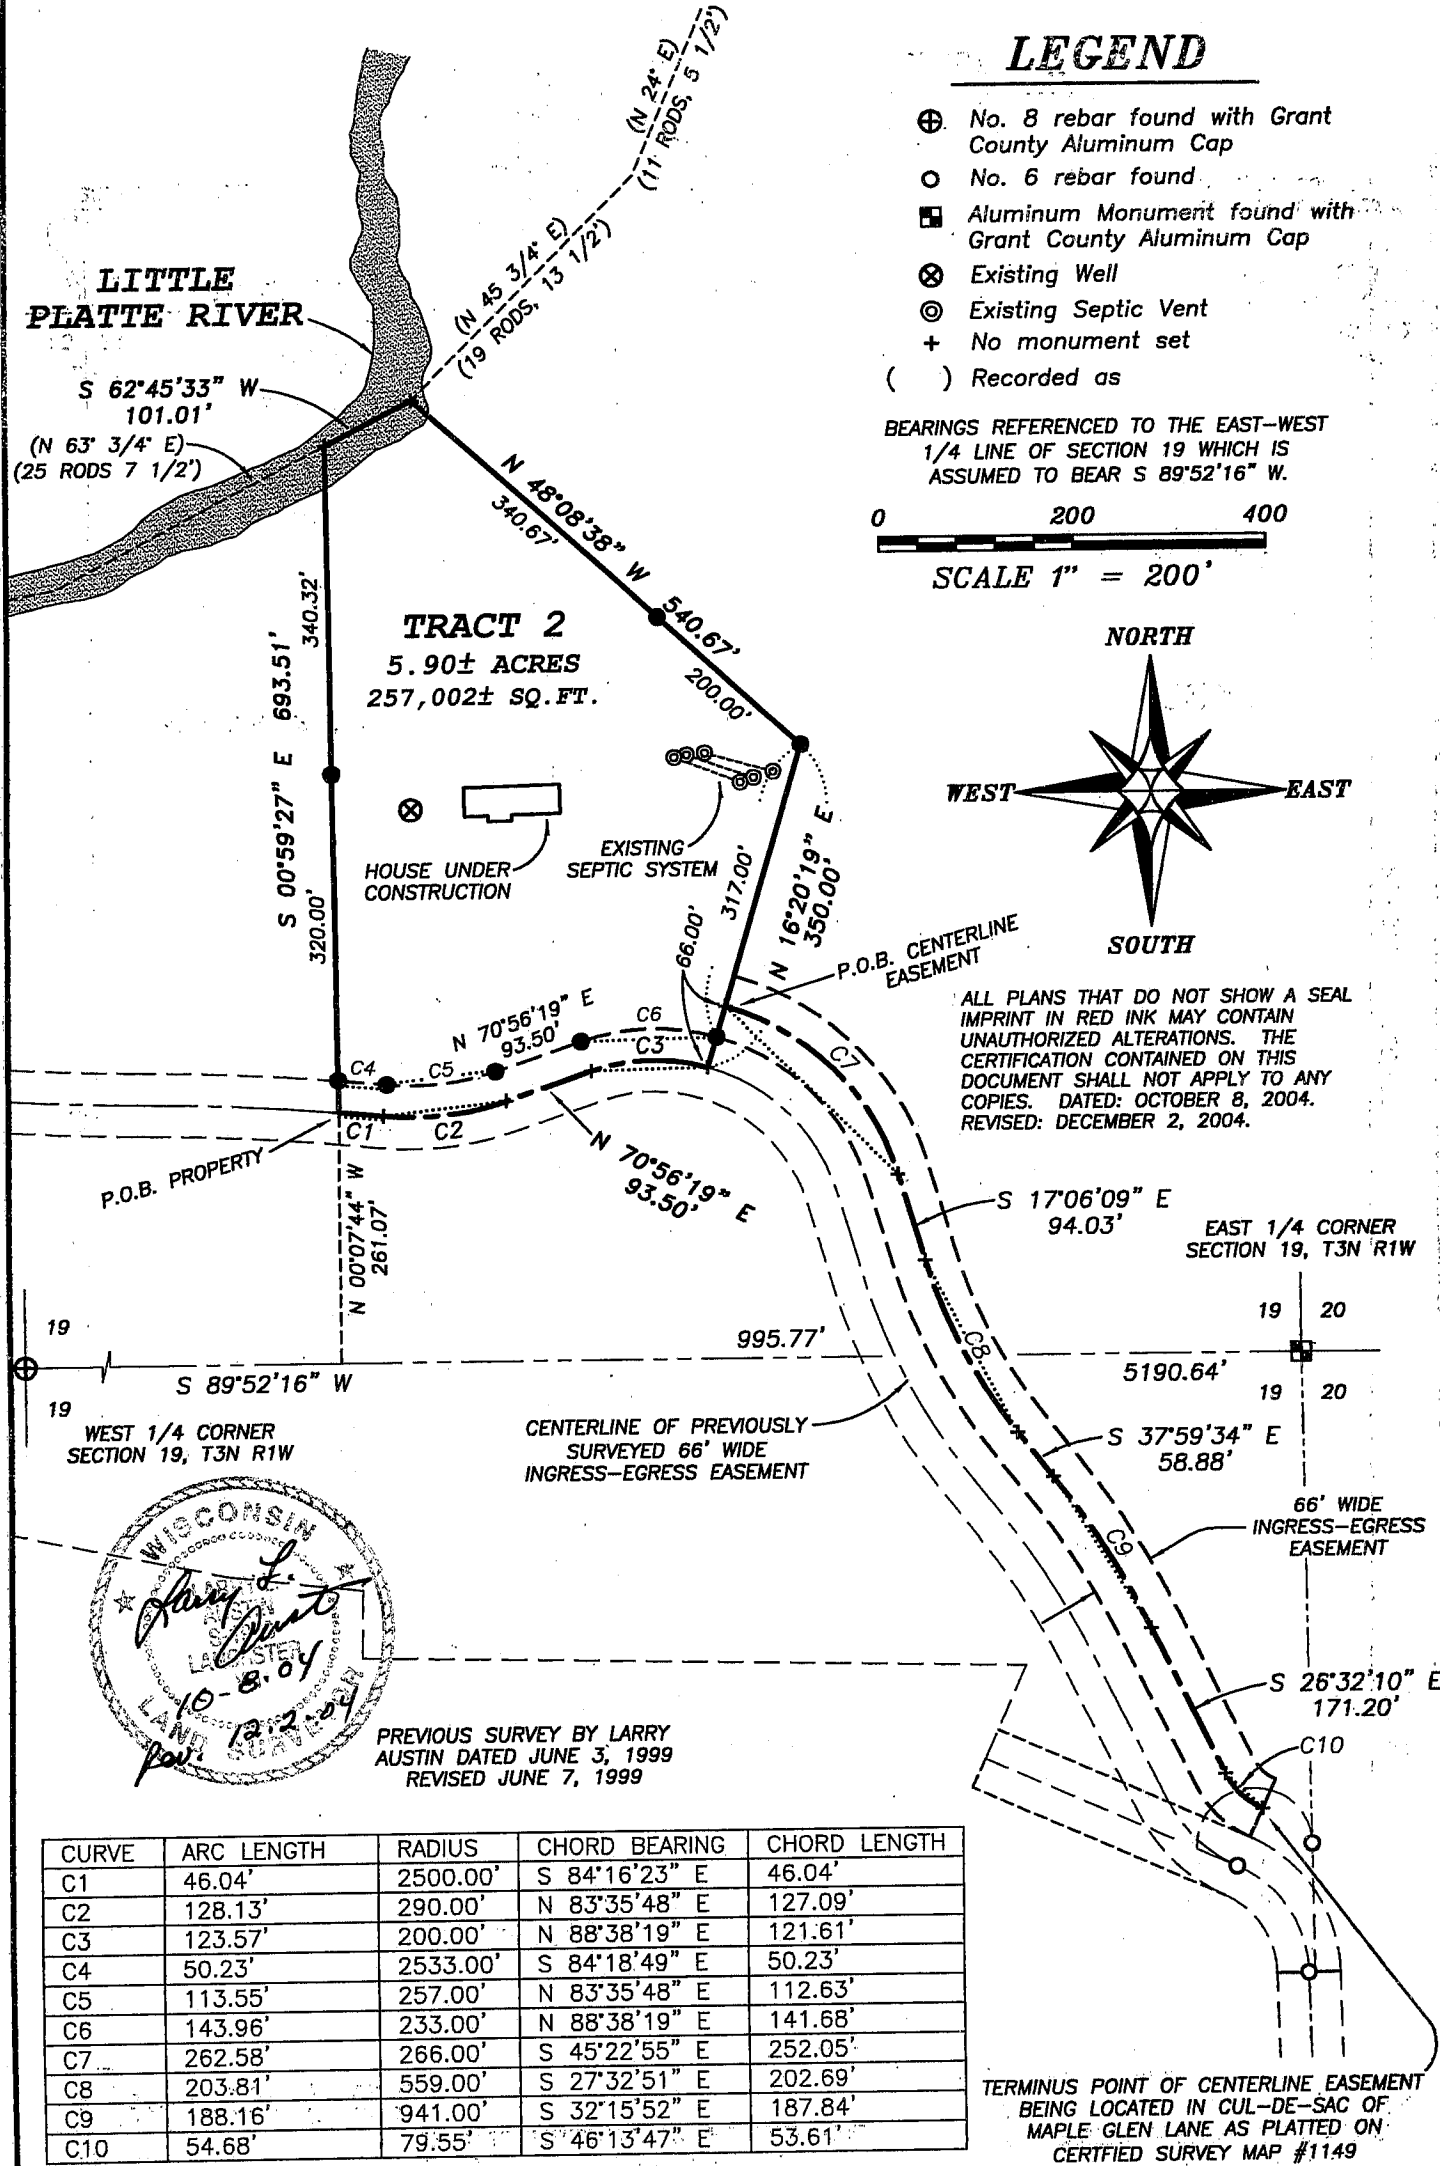 LEGEND
No. 8 rebar found with Grant
County Aluminum Cap
No. 6 rebar found
Aluminum Monument found with
Grant County Aluminum Cap
Existing Well
Existing Septic Vent
+ No monument set
( ) Recorded as
BEARINGS REFERENCED TO THE EAST-WEST
1/4 LINE OF SECTION 19 WHICH IS
ASSUMED TO BEAR S 89°52'16" W.
0 200 400
SCALE 1" = 200'
(N 24° E)
(11 RODS, 5 1/2')
(N 45 3/4° E)
(19 RODS, 13 1/2')
LITTLE
PLATTE RIVER
S 62°45'33" W
101.01'
(N 63° 3/4° E)
(25 RODS 7 1/2')
N 48°08'38" W
340.67'
540.67'
200.00'
TRACT 2
5.90± ACRES
257,002± SQ.FT.
340.32'
S 00°59'27" E 693.51'
320.00'
HOUSE UNDER
CONSTRUCTION
EXISTING
SEPTIC SYSTEM
317.00'
N 16°20'19" E
350.00'
66.00'
P.O.B. CENTERLINE
EASEMENT
NORTH
WEST
EAST
SOUTH
ALL PLANS THAT DO NOT SHOW A SEAL
IMPRINT IN RED INK MAY CONTAIN
UNAUTHORIZED ALTERATIONS. THE
CERTIFICATION CONTAINED ON THIS
DOCUMENT SHALL NOT APPLY TO ANY
COPIES. DATED: OCTOBER 8, 2004.
REVISED: DECEMBER 2, 2004.
C4
C5
N 70°56'19" E
93.50'
C6
C3
C7
C1
C2
N 70°56'19" E
93.50'
P.O.B. PROPERTY
N 00°07'44" W
261.07'
S 17°06'09" E
94.03'
EAST 1/4 CORNER
SECTION 19, T3N R1W
19 20
19 20
19
19
995.77'
C8
5190.64'
S 89°52'16" W
WEST 1/4 CORNER
SECTION 19, T3N R1W
CENTERLINE OF PREVIOUSLY
SURVEYED 66' WIDE
INGRESS-EGRESS EASEMENT
S 37°59'34" E
58.88'
C9
66' WIDE
INGRESS-EGRESS
EASEMENT
WISCONSIN
Larry L.
Aust
LANCASTER
10-8-04
Rev. 12-2-04
LAND SURVEYOR
PREVIOUS SURVEY BY LARRY
AUSTIN DATED JUNE 3, 1999
REVISED JUNE 7, 1999
S 26°32'10" E
171.20'
C10
CURVE ARC LENGTH RADIUS CHORD BEARING CHORD LENGTH
C1 46.04' 2500.00' S 84°16'23" E 46.04'
C2 128.13' 290.00' N 83°35'48" E 127.09'
C3 123.57' 200.00' N 88°38'19" E 121.61'
C4 50.23' 2533.00' S 84°18'49" E 50.23'
C5 113.55' 257.00' N 83°35'48" E 112.63'
C6 143.96' 233.00' N 88°38'19" E 141.68'
C7 262.58' 266.00' S 45°22'55" E 252.05'
C8 203.81' 559.00' S 27°32'51" E 202.69'
C9 188.16' 941.00' S 32°15'52" E 187.84'
C10 54.68' 79.55' S 46°13'47" E 53.61'
TERMINUS POINT OF CENTERLINE EASEMENT
BEING LOCATED IN CUL-DE-SAC OF
MAPLE GLEN LANE AS PLATTED ON
CERTFIED SURVEY MAP #1149